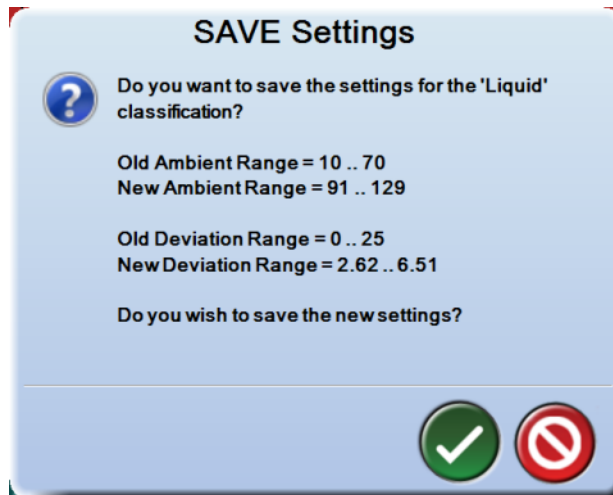 SAVE Settings
Do you want to save the settings for the 'Liquid'
classification?
Old Ambient Range = 10 .. 70
New Ambient Range = 91 .. 129
Old Deviation Range = 0 .. 25
New Deviation Range = 2.62 .. 6.51
Do you wish to save the new settings?